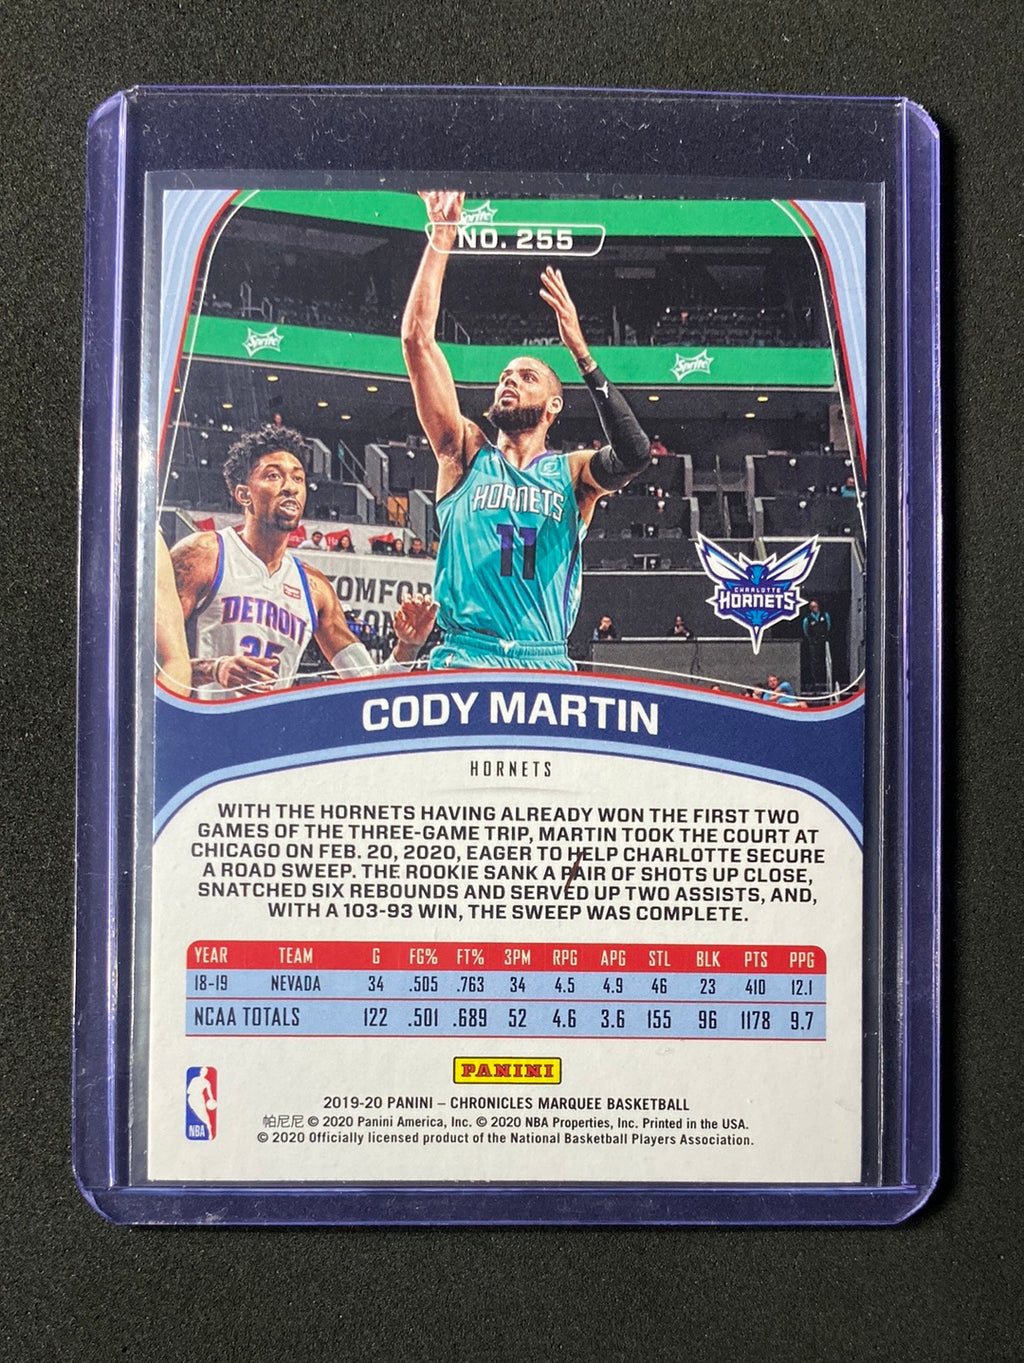 Sprite
NO. 255
Sprite
Sprite
HORNETS
11
COMFOR
ZON
DETROIT
25
CHARLOTTE
HORNETS
CODY MARTIN
HORNETS
WITH THE HORNETS HAVING ALREADY WON THE FIRST TWO
GAMES OF THE THREE-GAME TRIP, MARTIN TOOK THE COURT AT
CHICAGO ON FEB. 20, 2020, EAGER TO HELP CHARLOTTE SECURE
A ROAD SWEEP. THE ROOKIE SANK A PAIR OF SHOTS UP CLOSE,
SNATCHED SIX REBOUNDS AND SERVED UP TWO ASSISTS, AND,
WITH A 103-93 WIN, THE SWEEP WAS COMPLETE.
YEAR TEAM G FG% FT% 3PM RPG APG STL BLK PTS PPG
18-19 NEVADA 34 .505 .763 34 4.5 4.9 46 23 410 12.1
NCAA TOTALS 122 .501 .689 52 4.6 3.6 155 96 1178 9.7
PANINI
NBA
2019-20 PANINI – CHRONICLES MARQUEE BASKETBALL
帕尼尼 © 2020 Panini America, Inc. © 2020 NBA Properties, Inc. Printed in the USA.
© 2020 Officially licensed product of the National Basketball Players Association.